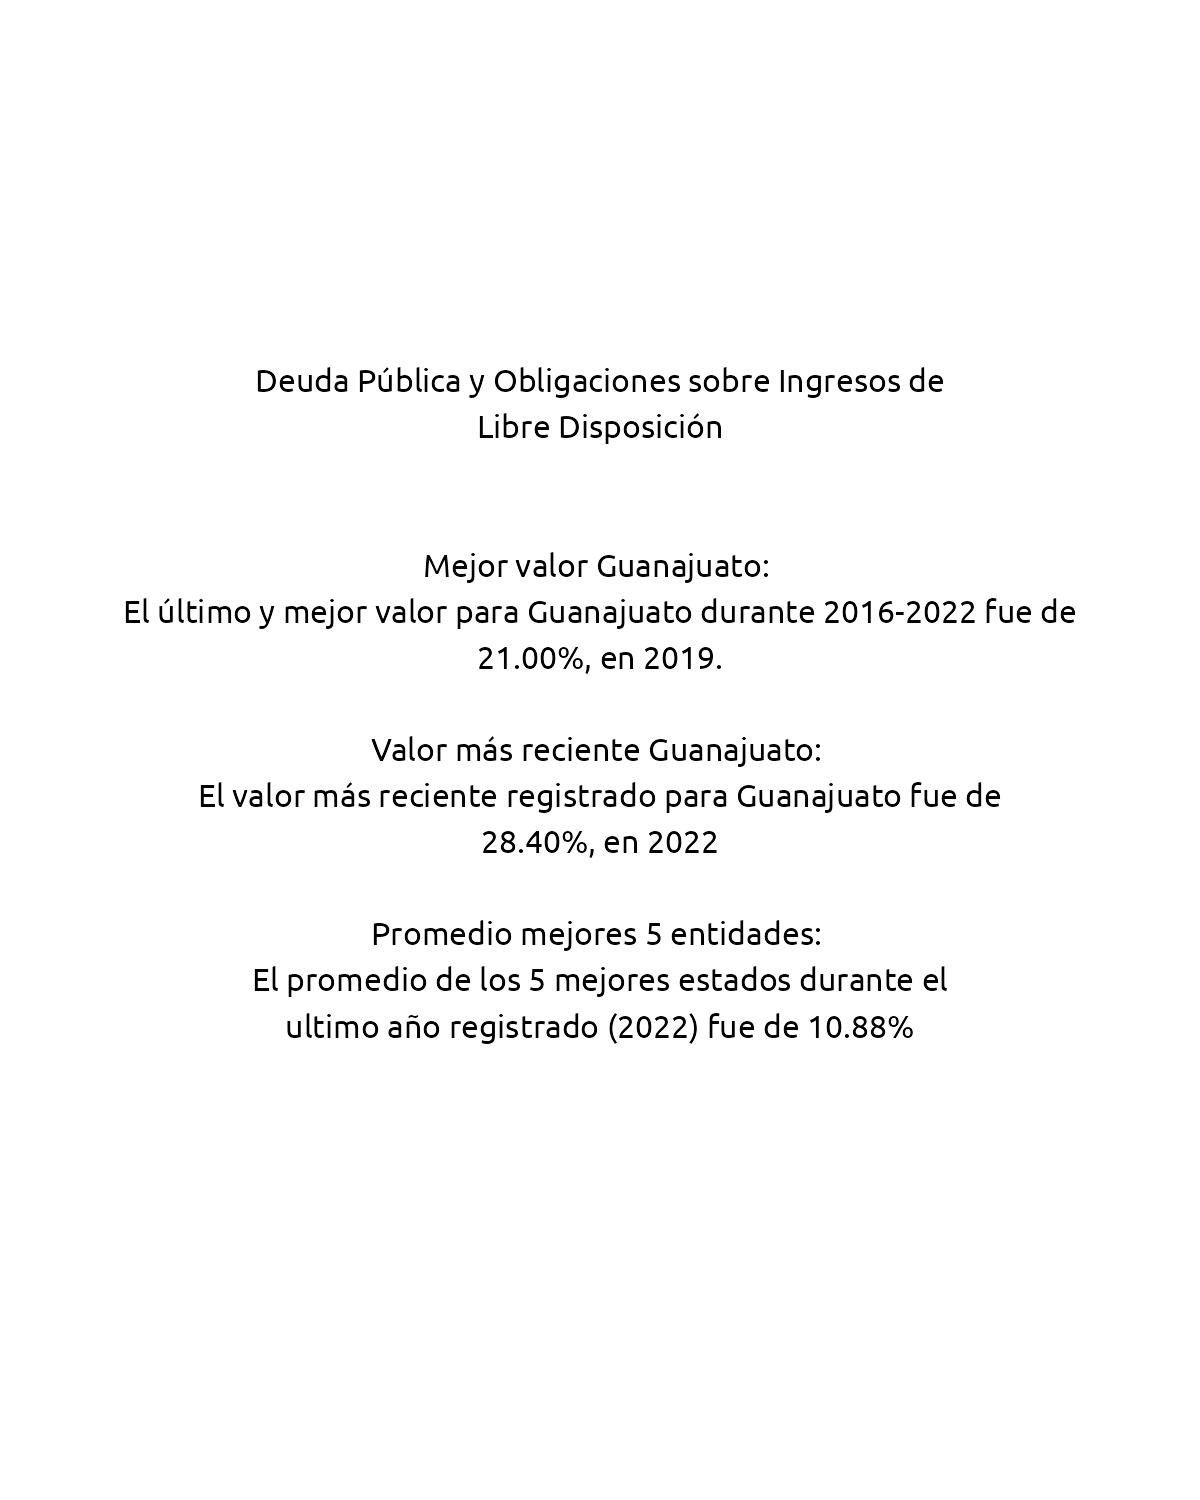 Deuda Pública y Obligaciones sobre Ingresos de
Libre Disposición
Mejor valor Guanajuato:
El último y mejor valor para Guanajuato durante 2016-2022 fue de
21.00%, en 2019.
Valor más reciente Guanajuato:
El valor más reciente registrado para Guanajuato fue de
28.40%, en 2022
Promedio mejores 5 entidades:
El promedio de los 5 mejores estados durante el
ultimo año registrado (2022) fue de 10.88%